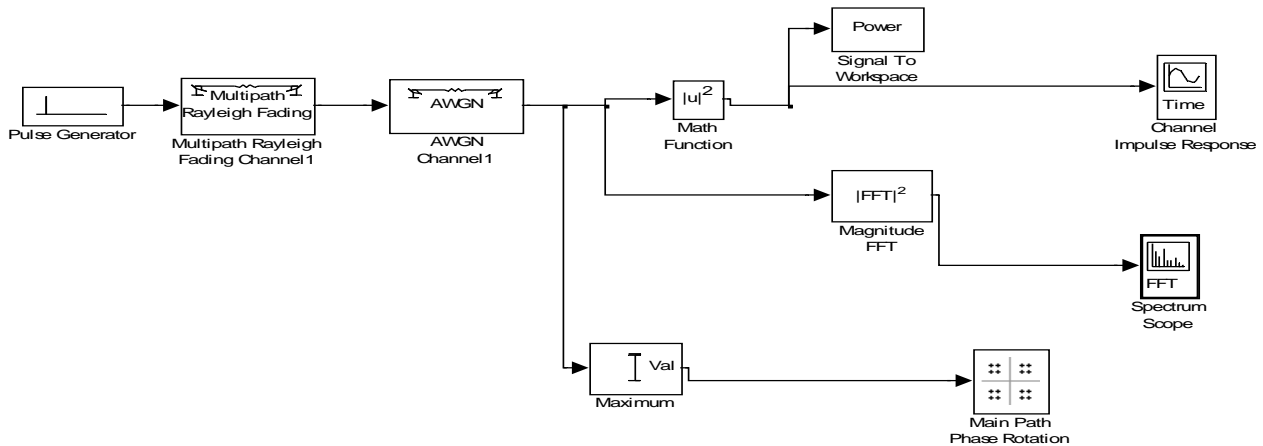 Power
Signal To
Workspace
Multipath
Rayleigh Fading
Multipath Rayleigh
Fading Channel1
Pulse Generator
AWGN
AWGN
Channel1
|u|²
Math
Function
Time
Channel
Impulse Response
|FFT|²
Magnitude
FFT
FFT
Spectrum
Scope
Val
Maximum
Main Path
Phase Rotation